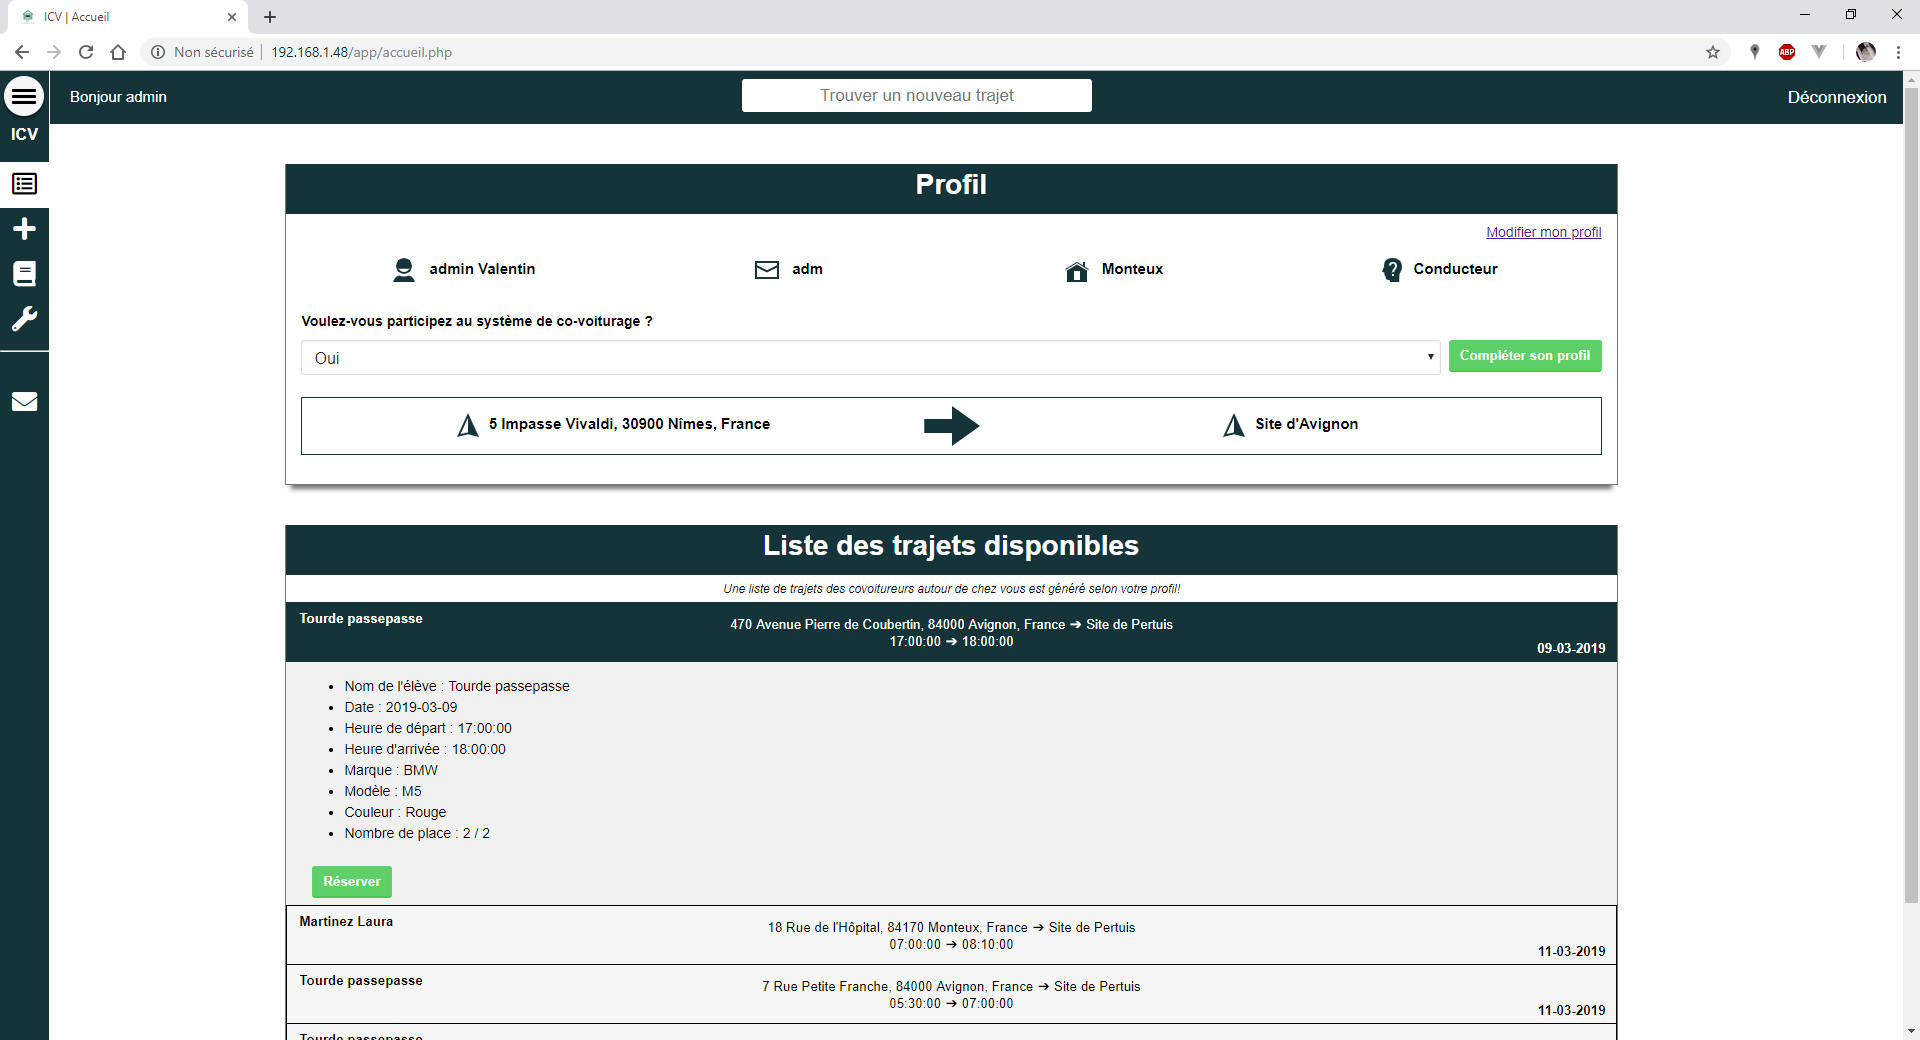 ICV | Accueil
Non sécurisé
192.168.1.48/app/accueil.php
ABP
Bonjour admin
Trouver un nouveau trajet
Déconnexion
ICV
Profil
Modifier mon profil
admin Valentin
adm
Monteux
Conducteur
Voulez-vous participez au système de co-voiturage ?
Oui
Compléter son profil
5 Impasse Vivaldi, 30900 Nîmes, France
Site d'Avignon
Liste des trajets disponibles
Une liste de trajets des covoitureurs autour de chez vous est généré selon votre profil!
Tourde passepasse
470 Avenue Pierre de Coubertin, 84000 Avignon, France ➔ Site de Pertuis
17:00:00 ➔ 18:00:00
09-03-2019
• Nom de l'élève : Tourde passepasse
• Date : 2019-03-09
• Heure de départ : 17:00:00
• Heure d'arrivée : 18:00:00
• Marque : BMW
• Modèle : M5
• Couleur : Rouge
• Nombre de place : 2 / 2
Réserver
Martinez Laura
18 Rue de l'Hôpital, 84170 Monteux, France ➔ Site de Pertuis
07:00:00 ➔ 08:10:00
11-03-2019
Tourde passepasse
7 Rue Petite Franche, 84000 Avignon, France ➔ Site de Pertuis
05:30:00 ➔ 07:00:00
11-03-2019
Tourde passepasse